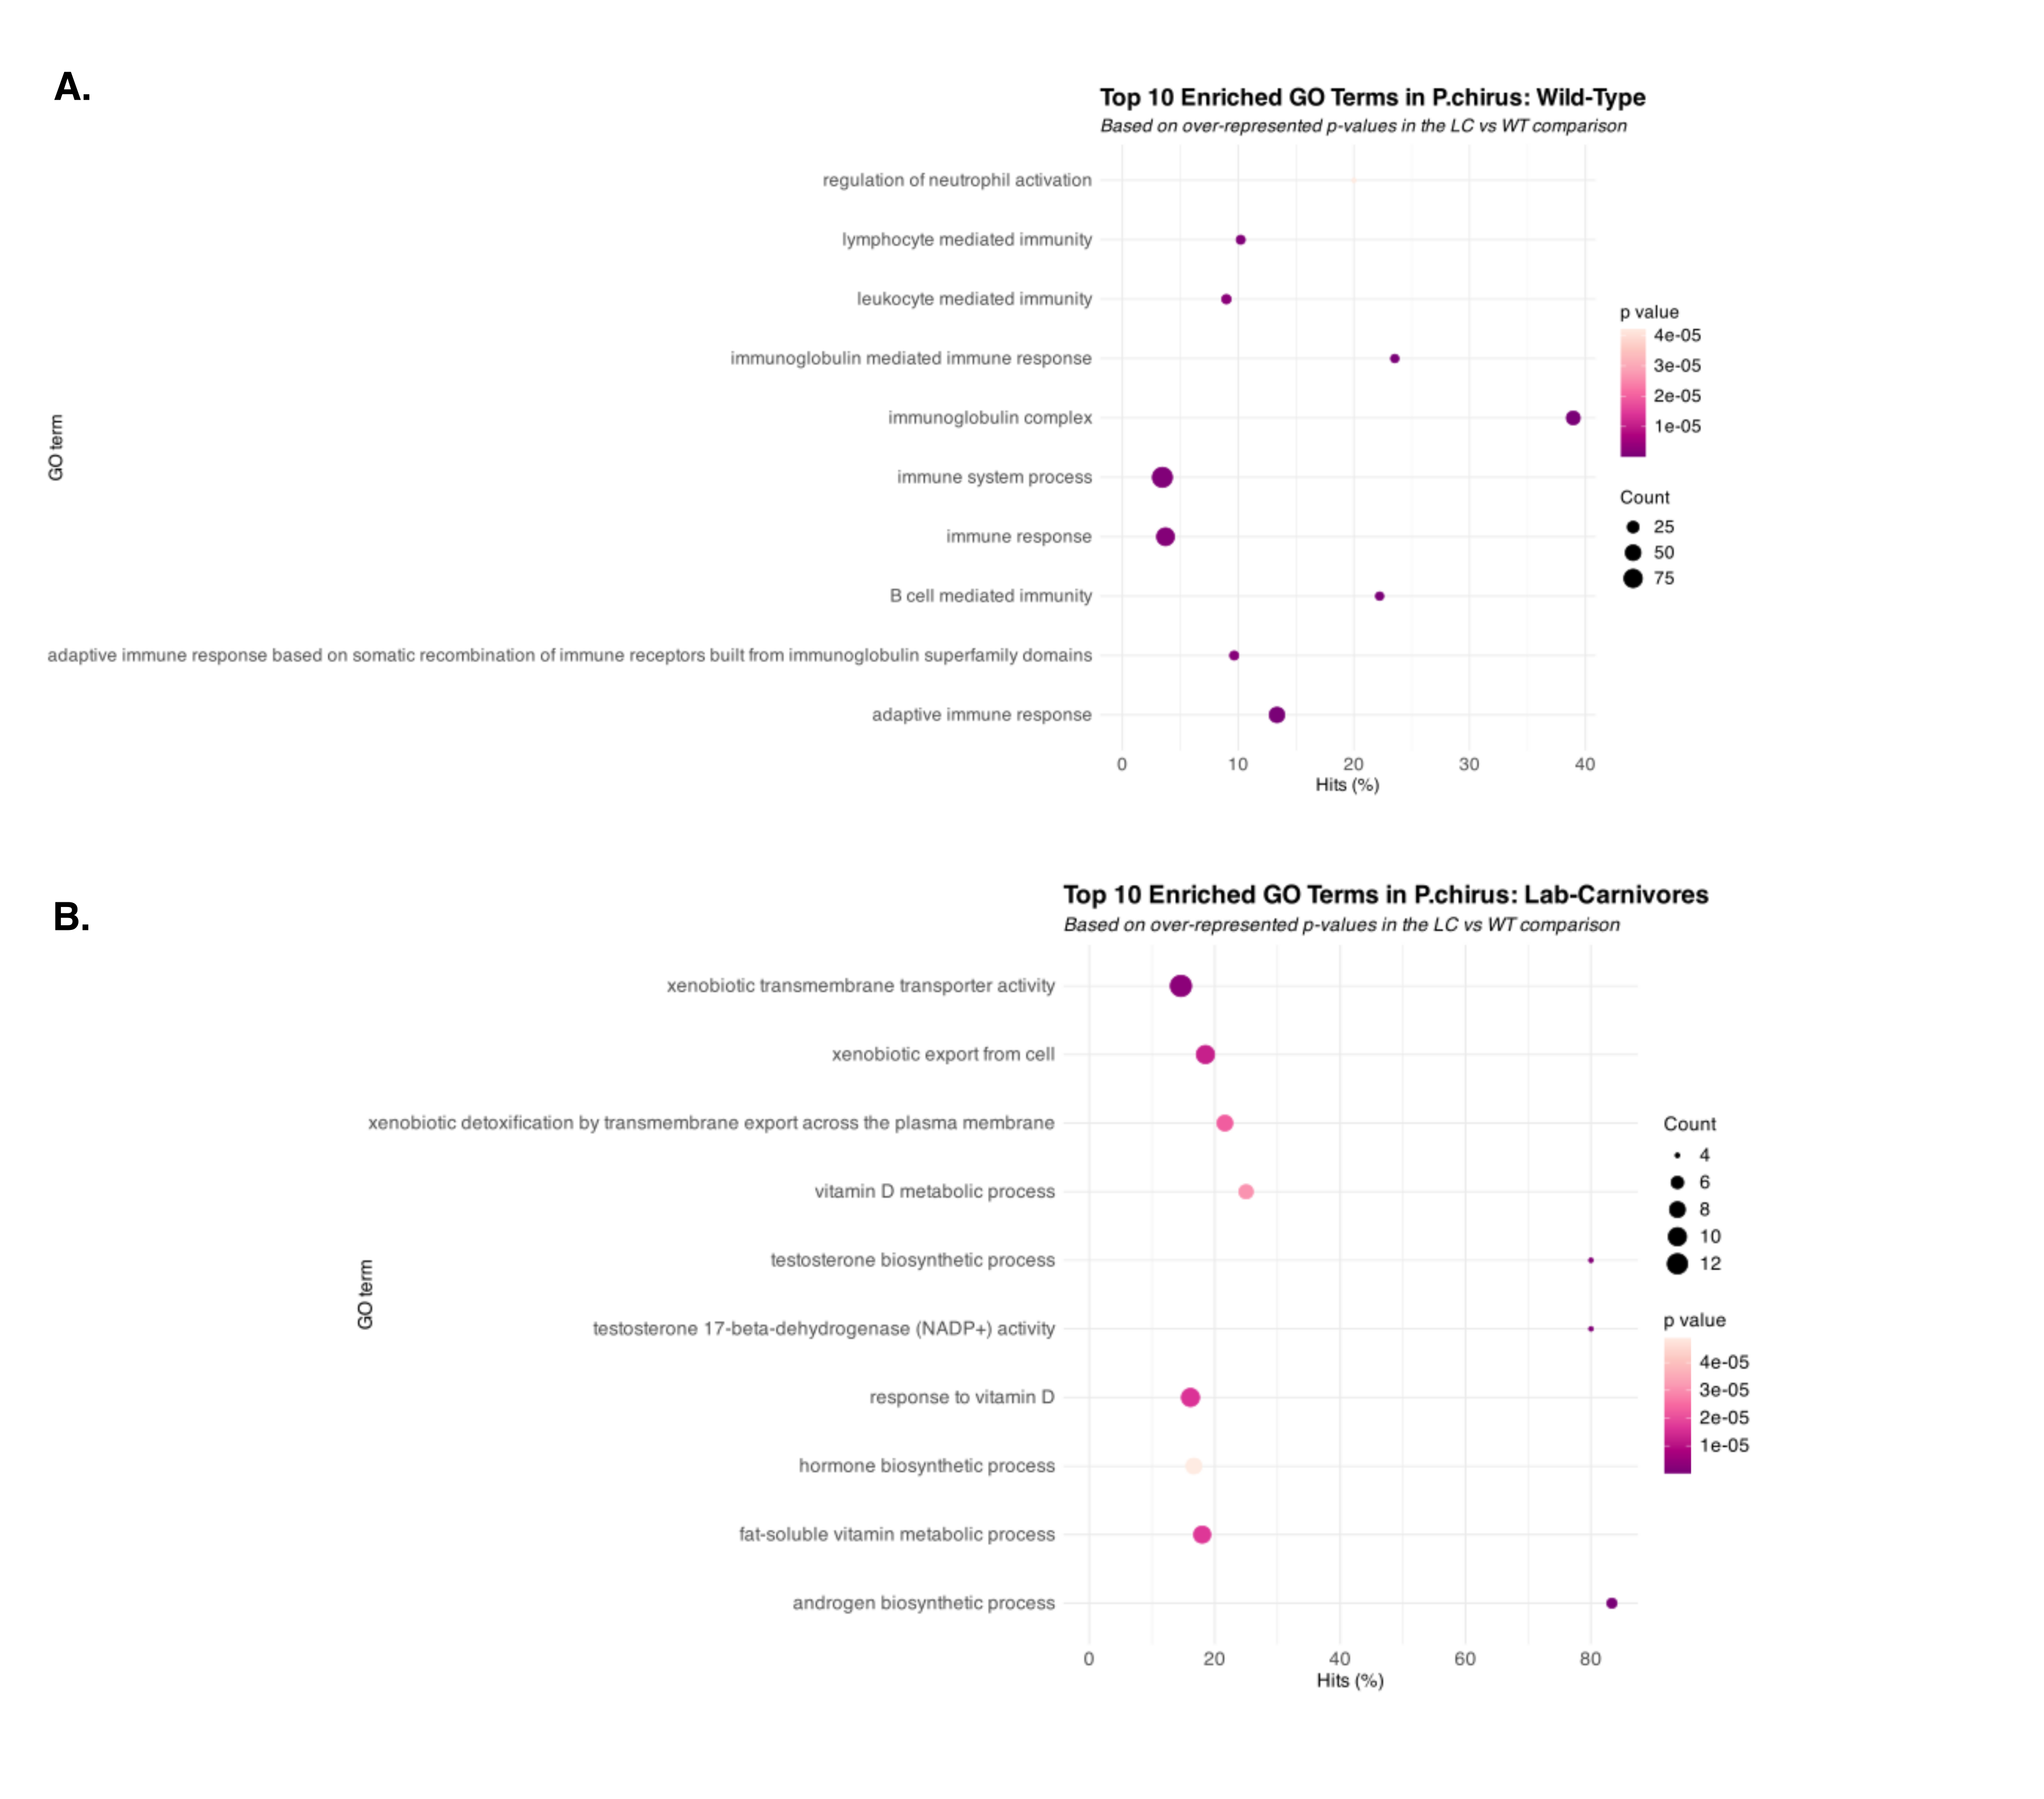 A.
Top 10 Enriched GO Terms in P.chirus: Wild-Type
Based on over-represented p-values in the LC vs WT comparison
GO term
regulation of neutrophil activation
lymphocyte mediated immunity
leukocyte mediated immunity
immunoglobulin mediated immune response
immunoglobulin complex
immune system process
immune response
B cell mediated immunity
adaptive immune response based on somatic recombination of immune receptors built from immunoglobulin superfamily domains
adaptive immune response
0 10 20 30 40
Hits (%)
p value
4e-05
3e-05
2e-05
1e-05
Count
25
50
75
B.
Top 10 Enriched GO Terms in P.chirus: Lab-Carnivores
Based on over-represented p-values in the LC vs WT comparison
GO term
xenobiotic transmembrane transporter activity
xenobiotic export from cell
xenobiotic detoxification by transmembrane export across the plasma membrane
vitamin D metabolic process
testosterone biosynthetic process
testosterone 17-beta-dehydrogenase (NADP+) activity
response to vitamin D
hormone biosynthetic process
fat-soluble vitamin metabolic process
androgen biosynthetic process
0 20 40 60 80
Hits (%)
Count
4
6
8
10
12
p value
4e-05
3e-05
2e-05
1e-05